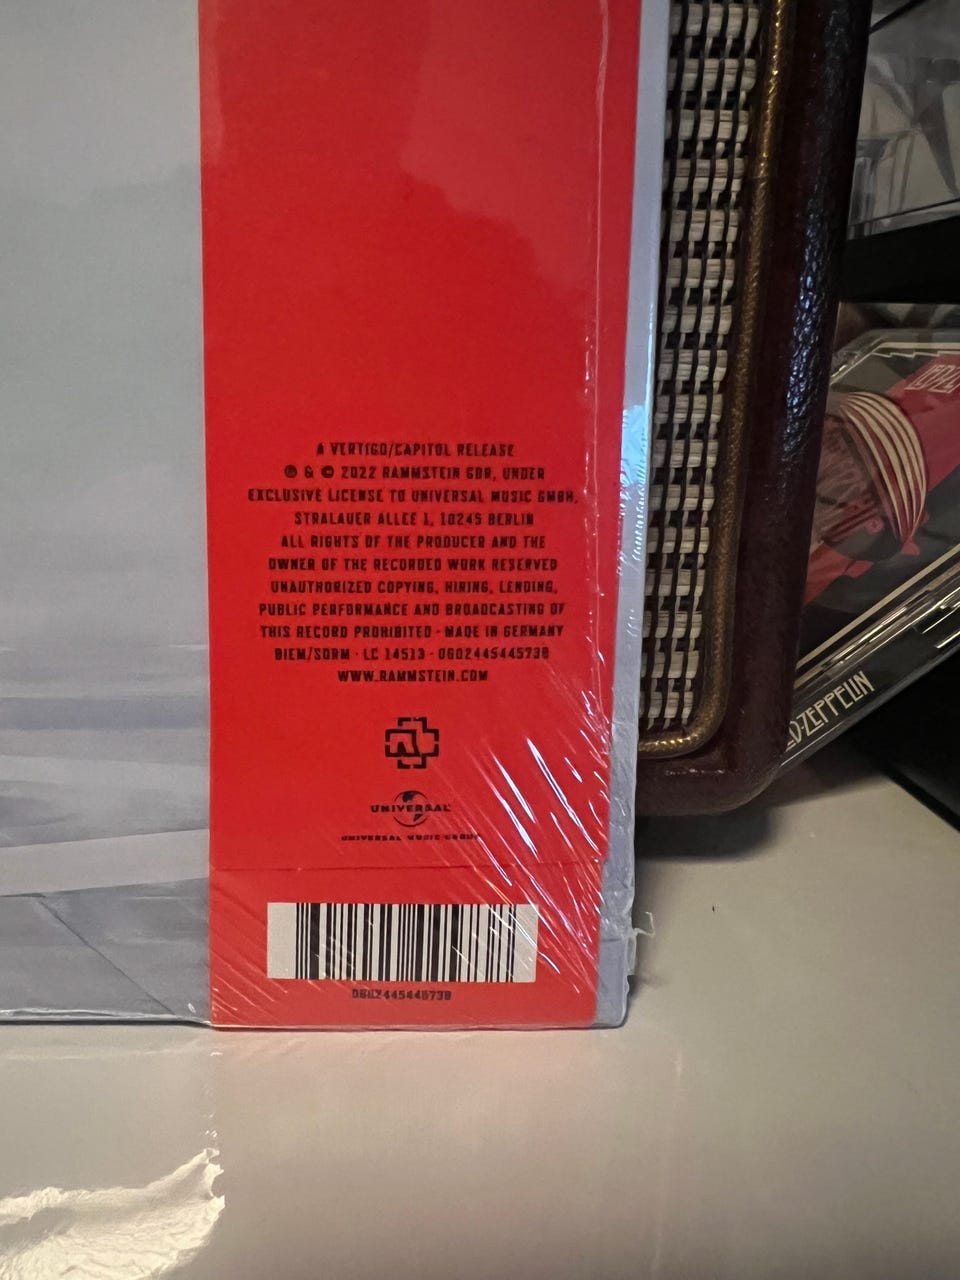 A VERTIGO/CAPITOL RELEASE
℗ & © 2022 RAMMSTEIN GBR, UNDER
EXCLUSIVE LICENSE TO UNIVERSAL MUSIC GMBH,
STRALAUER ALLEE 1, 10245 BERLIN
ALL RIGHTS OF THE PRODUCER AND THE
OWNER OF THE RECORDED WORK RESERVED
UNAUTHORIZED COPYING, HIRING, LENDING,
PUBLIC PERFORMANCE AND BROADCASTING OF
THIS RECORD PROHIBITED · MADE IN GERMANY
BIEM/SDRM · LC 14513 · 0602445445738
WWW.RAMMSTEIN.COM
UNIVERSAL
UNIVERSAL MUSIC GROUP
0602445445738
LED-ZEPPELIN